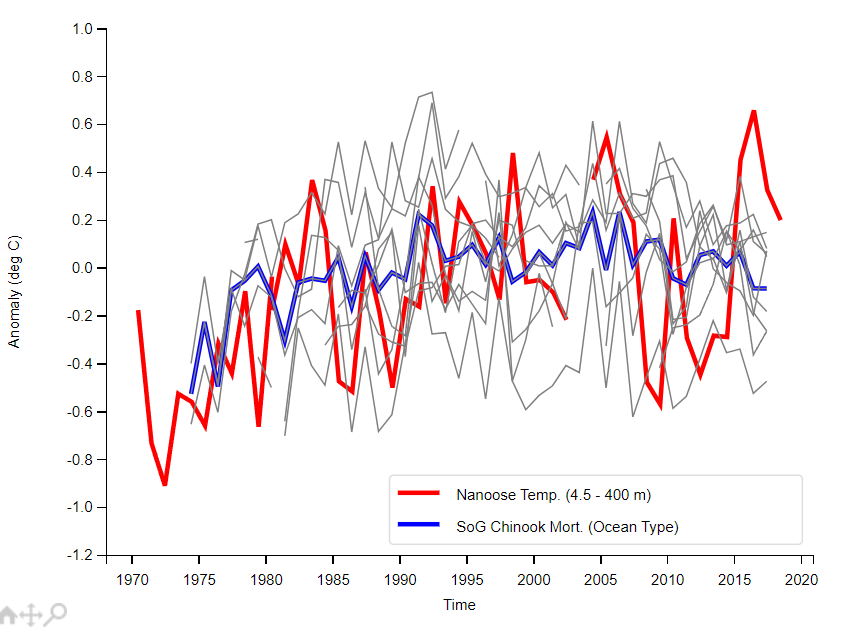 1.0
0.8
0.6
0.4
0.2
0.0
-0.2
-0.4
-0.6
-0.8
-1.0
-1.2
Anomaly (deg C)
Nanoose Temp. (4.5 - 400 m)
SoG Chinook Mort. (Ocean Type)
1970 1975 1980 1985 1990 1995 2000 2005 2010 2015 2020
Time